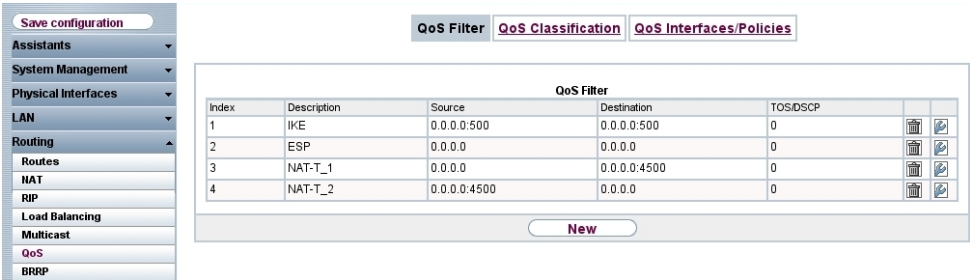 Save configuration
Assistants
System Management
Physical Interfaces
LAN
Routing
Routes
NAT
RIP
Load Balancing
Multicast
QoS
BRRP
QoS Filter QoS Classification QoS Interfaces/Policies
QoS Filter
Index Description Source Destination TOS/DSCP
1 IKE 0.0.0.0:500 0.0.0.0:500 0
2 ESP 0.0.0.0 0.0.0.0 0
3 NAT-T_1 0.0.0.0 0.0.0.0:4500 0
4 NAT-T_2 0.0.0.0:4500 0.0.0.0 0
New